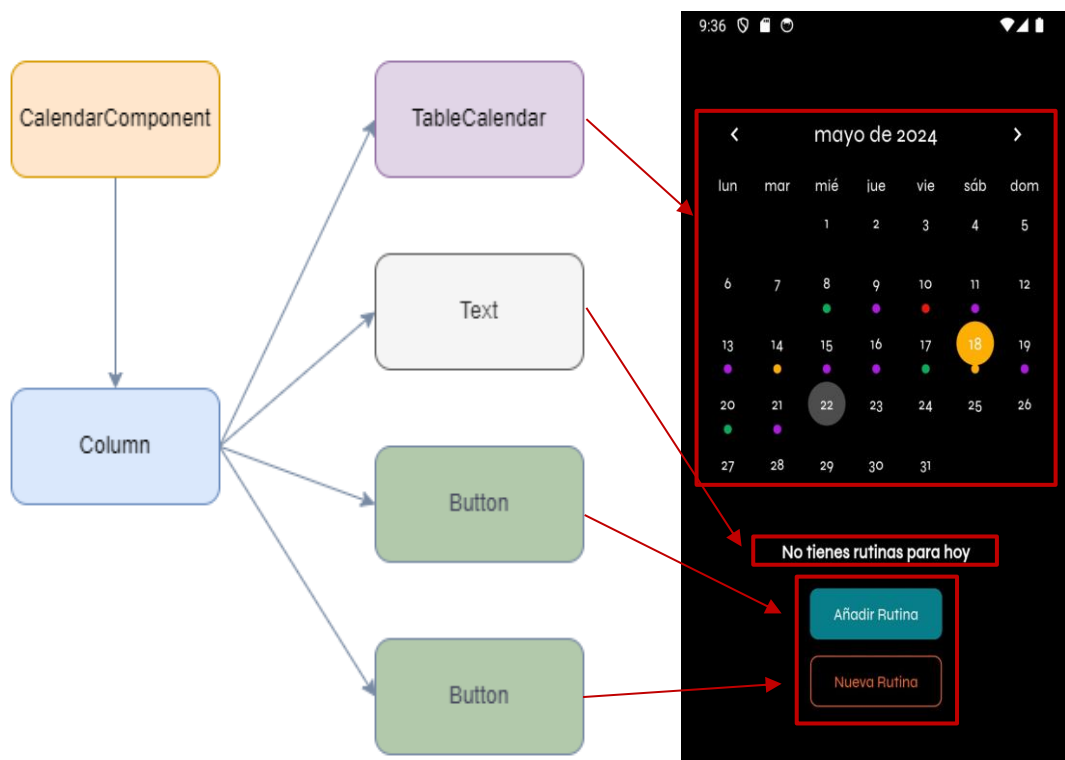 CalendarComponent
Column
TableCalendar
Text
Button
Button
9:36
mayo de 2024
lun mar mié jue vie sáb dom
1 2 3 4 5
6 7 8 9 10 11 12
13 14 15 16 17 18 19
20 21 22 23 24 25 26
27 28 29 30 31
No tienes rutinas para hoy
Añadir Rutina
Nueva Rutina